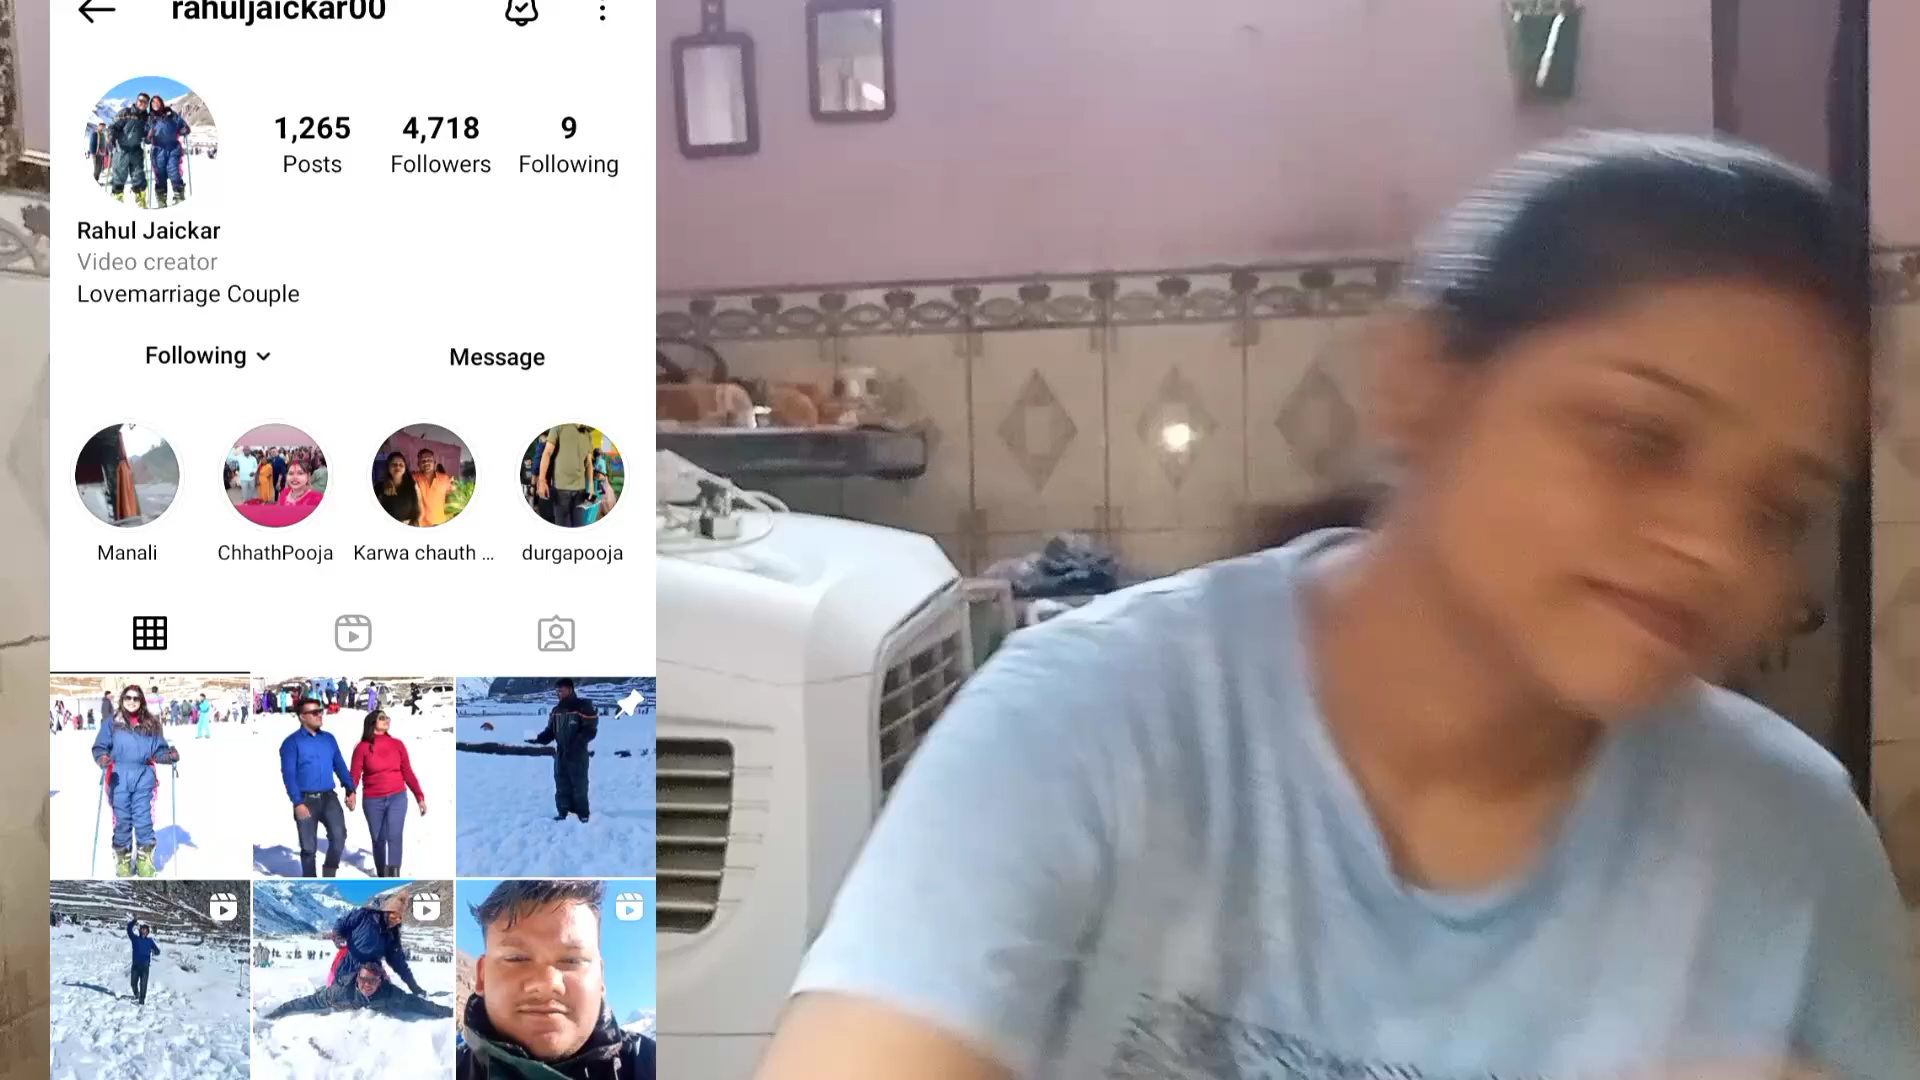 rahuljaickar00
1,265 4,718 9
Posts Followers Following
Rahul Jaickar
Video creator
Lovemarriage Couple
Following Message
Manali ChhathPooja Karwa chauth ... durgapooja